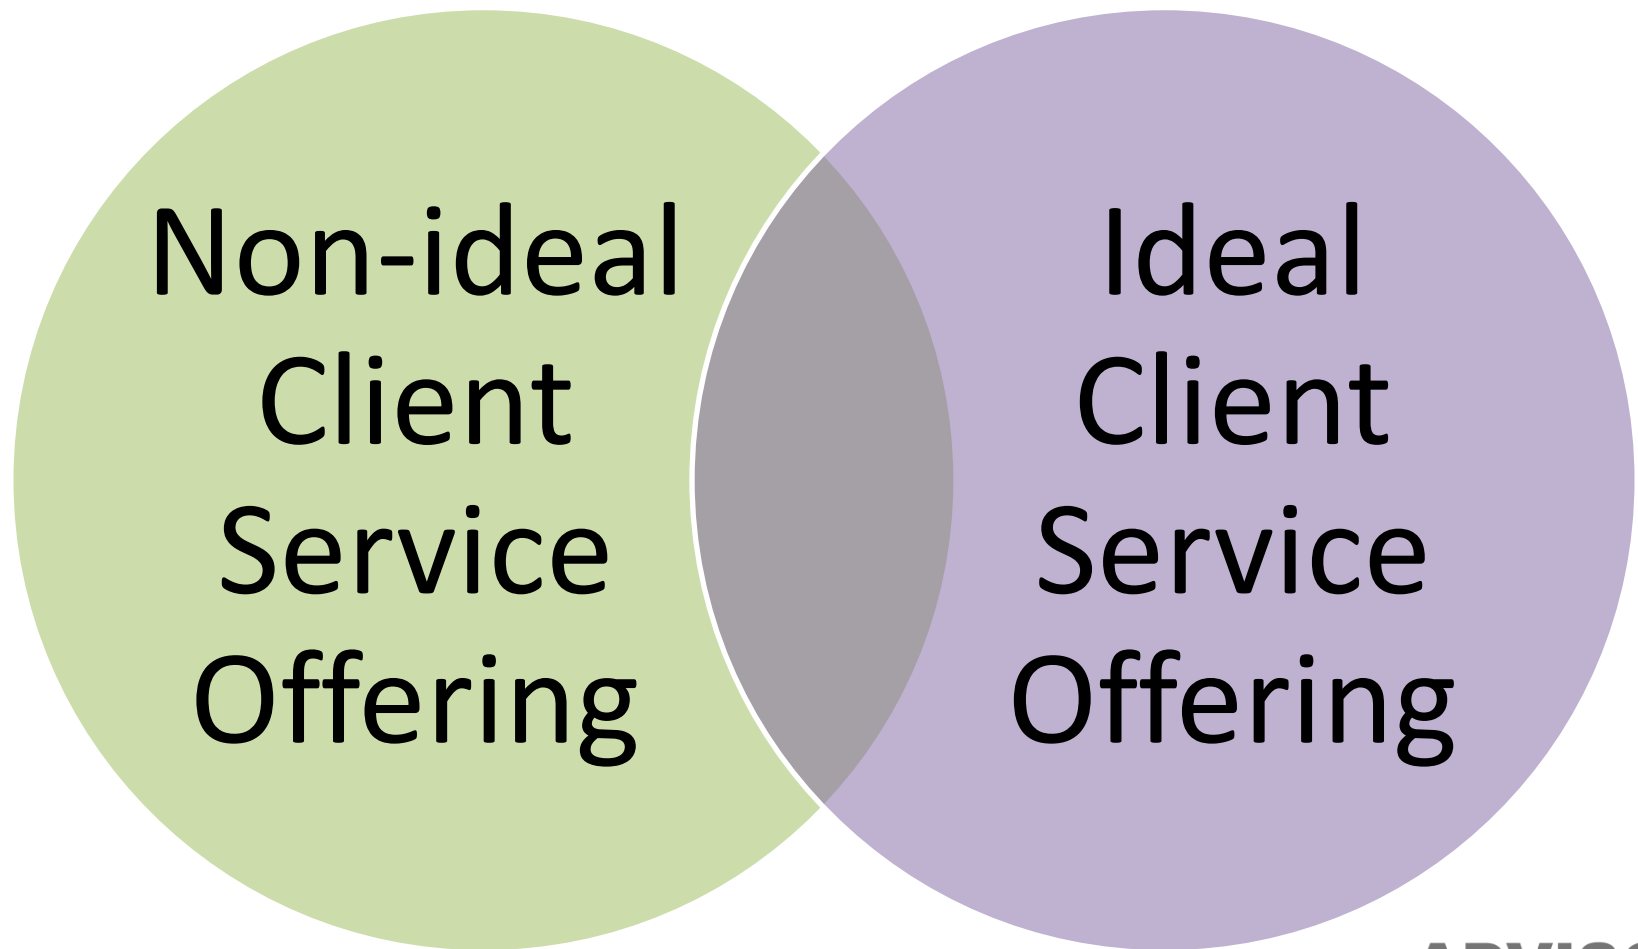 Non-ideal
Client
Service
Offering
Ideal
Client
Service
Offering